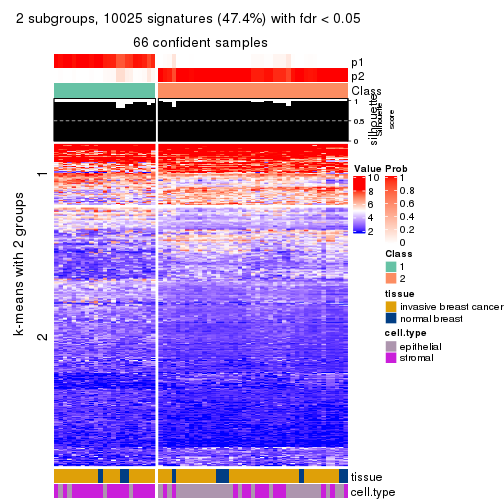 2 subgroups, 10025 signatures (47.4%) with fdr < 0.05
66 confident samples
p1
p2
Class
silhouette
Silhouette
score
1
0.5
0
k-means with 2 groups
1
2
Value
10
8
6
4
2
Prob
1
0.8
0.6
0.4
0.2
0
Class
1
2
tissue
invasive breast cancer
normal breast
cell.type
epithelial
stromal
tissue
cell.type